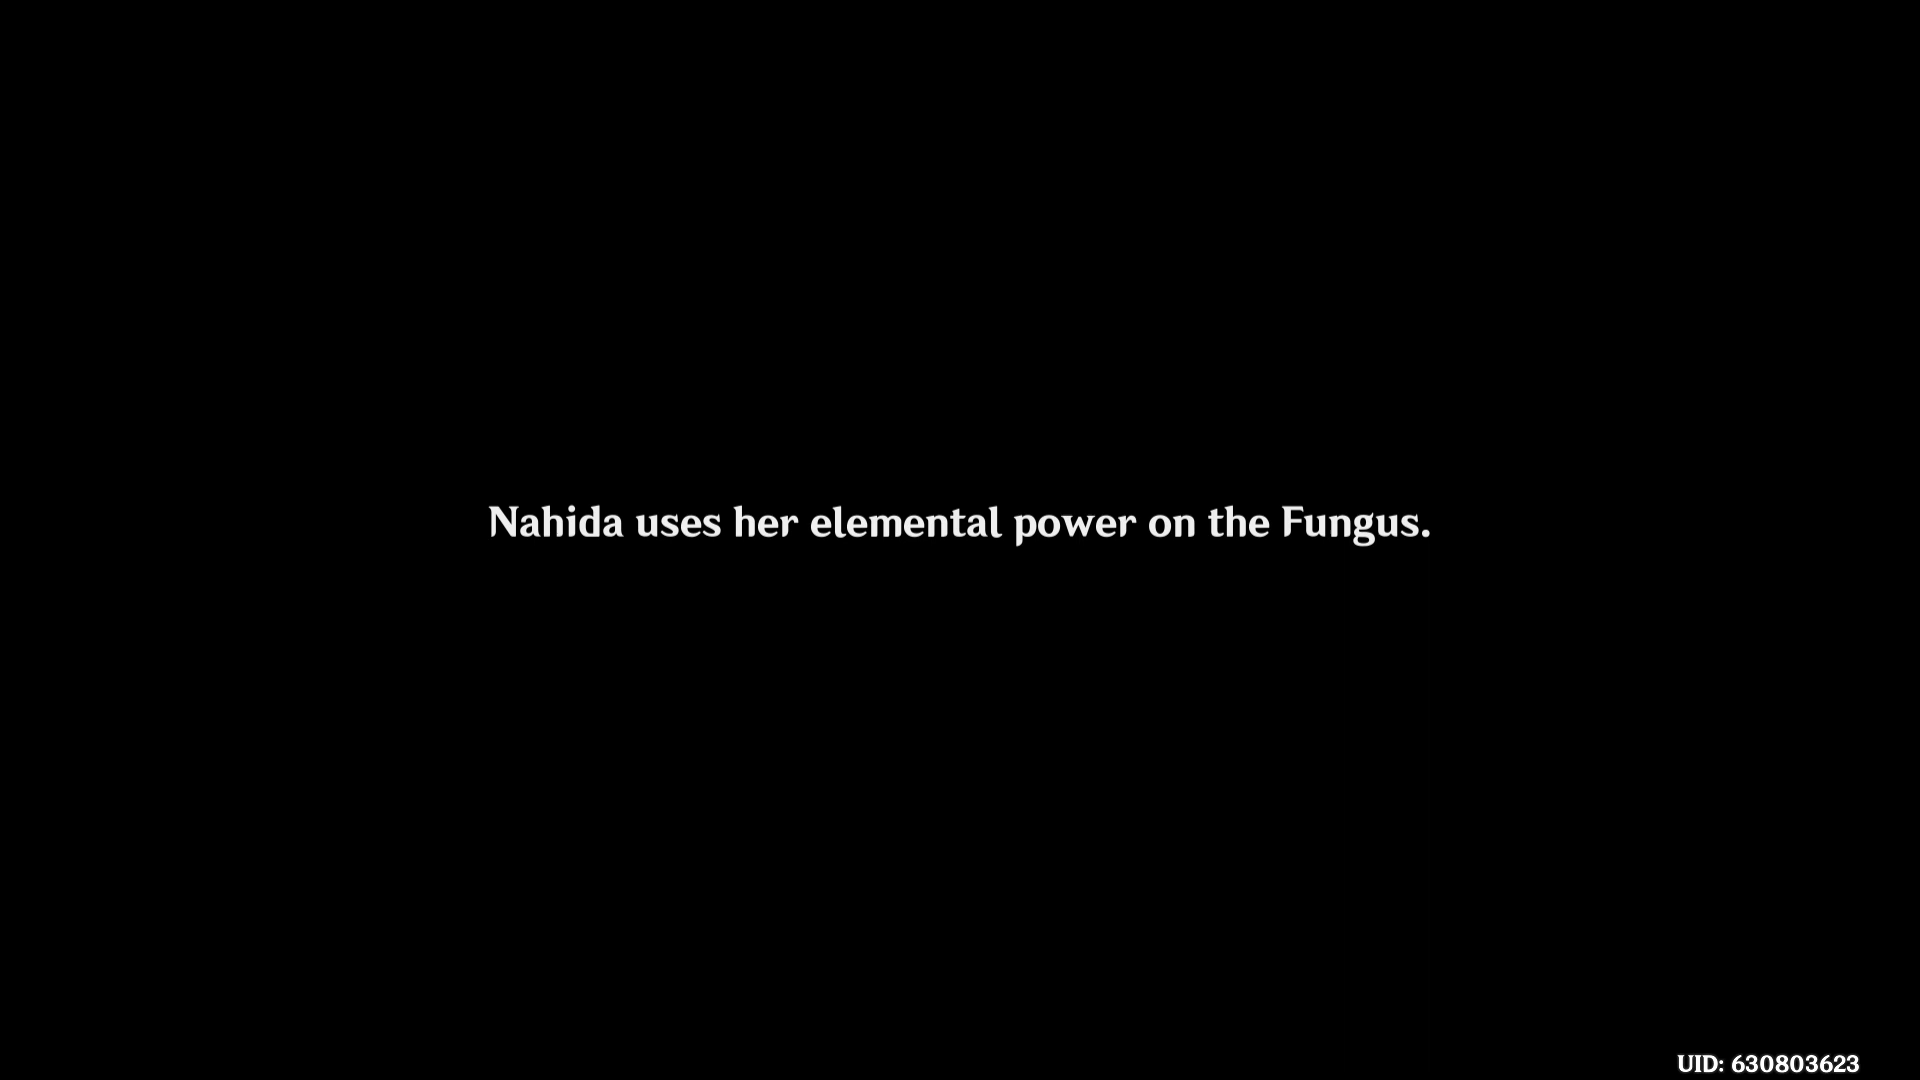 Nahida uses her elemental power on the Fungus.
UID: 630803623